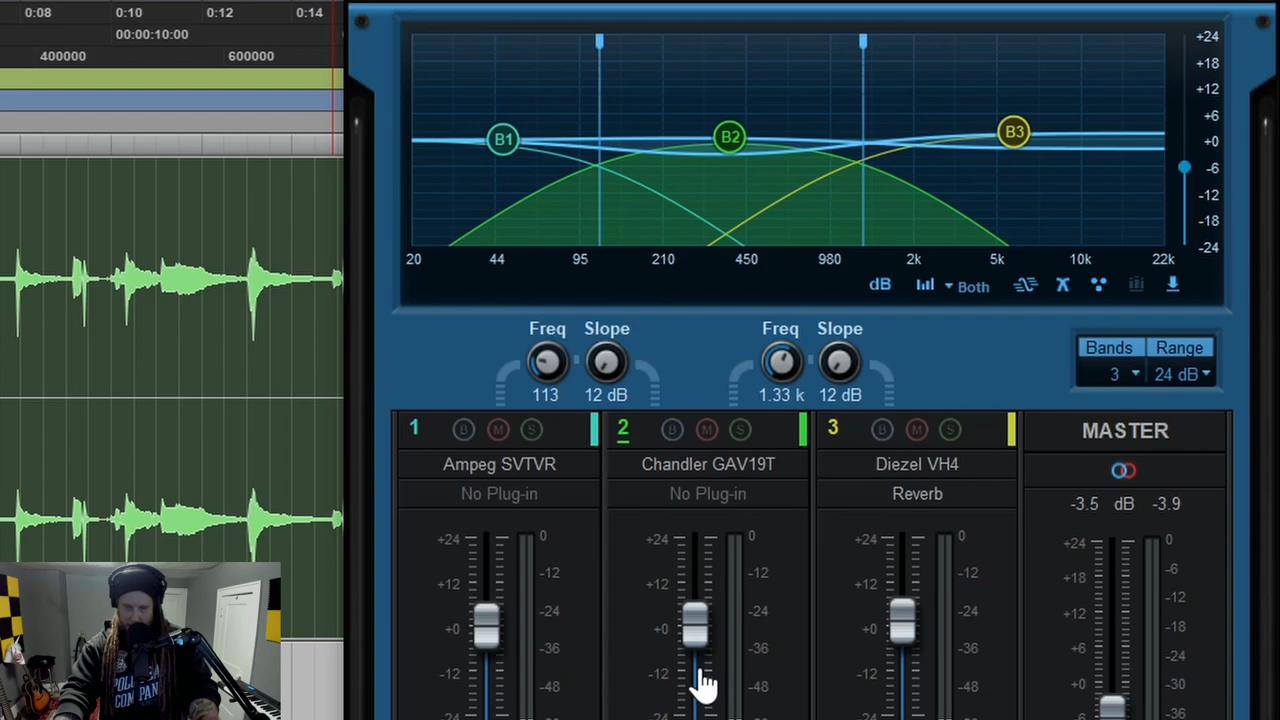 0:08 0:10 0:12 0:14
00:00:10:00
400000 600000
+24
+18
+12
+6
+0
-6
-12
-18
-24
B1 B2 B3
20 44 95 210 450 980 2k 5k 10k 22k
dB Both
Freq Slope Freq Slope
113 12 dB 1.33 k 12 dB
Bands Range
3 24 dB
1 B M S 2 B M S 3 B M S MASTER
Ampeg SVTVR Chandler GAV19T Diezel VH4
No Plug-in No Plug-in Reverb
-3.5 dB -3.9
+24 0 +24 0 +24 0 +24 0
-12 -12 -12 -6
+12 +12 +12 +18 -12
-24 -24 -24 +12 -18
+0 +0 +0
-36 -36 -36 +6 -24
-12 -12 -12 +0 -30
-48 -48 -48
-24 -24 -24 -36